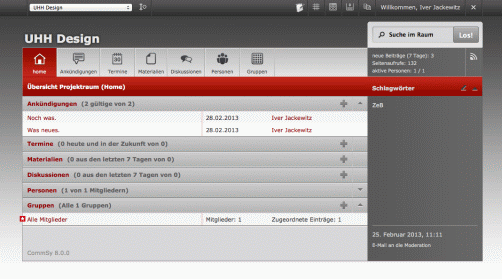 UHH Design
Willkommen, Iver Jackewitz
UHH Design
Suche im Raum
Los!
home
Ankündigungen
Termine
Materialien
Diskussionen
Personen
Gruppen
neue Beiträge (7 Tage): 3
Seitenaufrufe: 132
aktive Personen: 1 / 1
Übersicht Projektraum (Home)
Schlagwörter
Ankündigungen (2 gültige von 2)
Noch was. 28.02.2013 Iver Jackewitz
Was neues. 28.02.2013 Iver Jackewitz
Termine (0 heute und in der Zukunft von 0)
Materialien (0 aus den letzten 7 Tagen von 0)
Diskussionen (0 aus den letzten 7 Tagen von 0)
Personen (1 von 1 Mitgliedern)
Gruppen (Alle 1 Gruppen)
Alle Mitglieder Mitglieder: 1 Zugeordnete Einträge: 1
CommSy 8.0.0
25. Februar 2013, 11:11
E-Mail an die Moderation